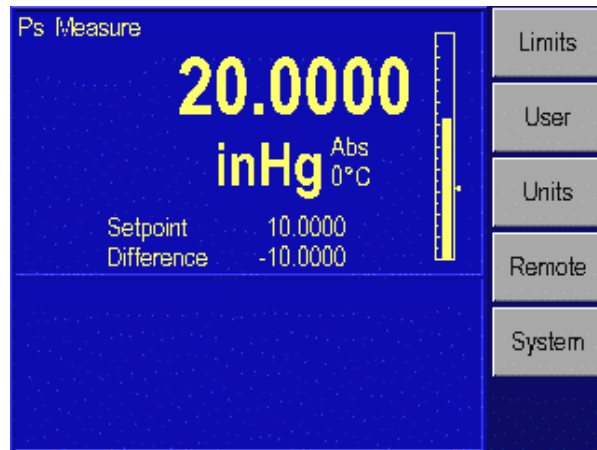 Ps Measure
20.0000
inHg Abs
0°C
Setpoint 10.0000
Difference -10.0000
Limits
User
Units
Remote
System